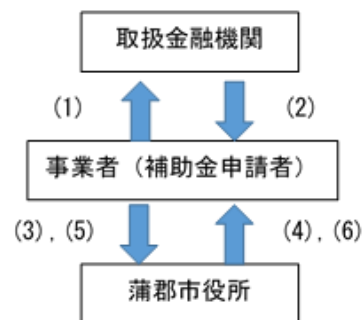 取扱金融機関
(1)
(2)
事業者（補助金申請者）
(3),(5)
(4),(6)
蒲郡市役所